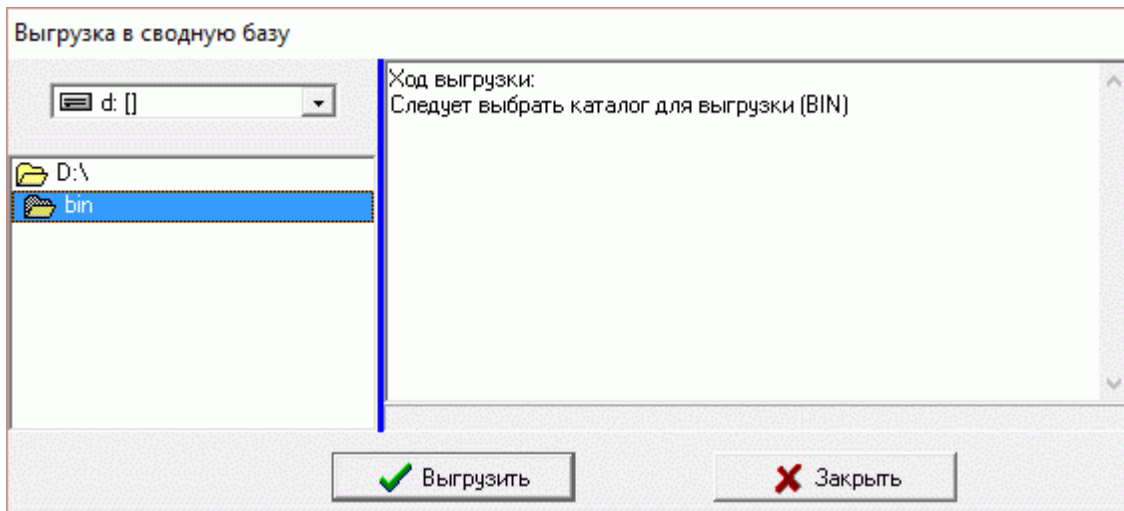 Выгрузка в сводную базу
d: []
D:\
bin
Ход выгрузки:
Следует выбрать каталог для выгрузки (BIN)
Выгрузить
Закрыть